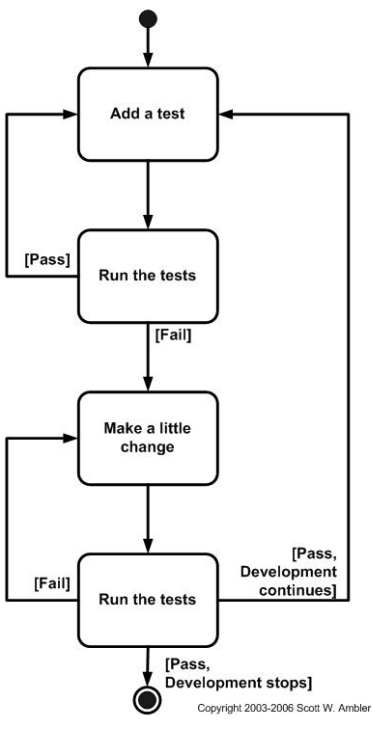 Add a test
[Pass]
Run the tests
[Fail]
Make a little
change
[Pass,
Development
continues]
[Fail]
Run the tests
[Pass,
Development stops]
Copyright 2003-2006 Scott W. Ambler